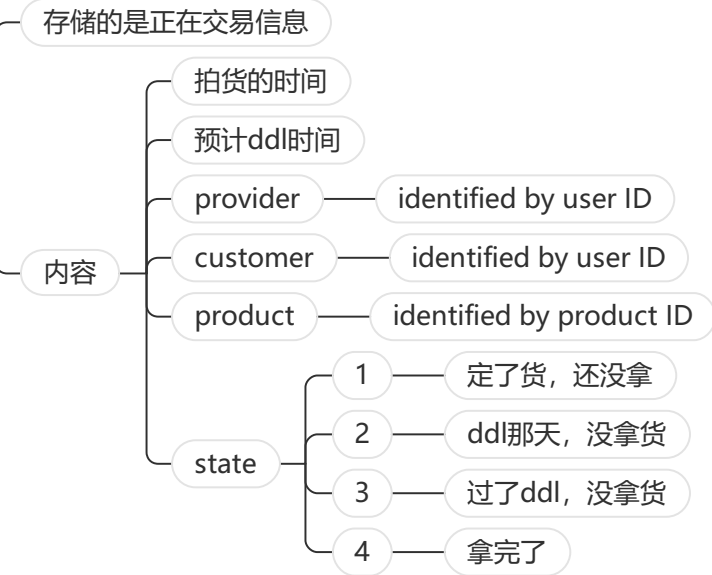 存储的是正在交易信息
内容
拍货的时间
预计ddl时间
provider
identified by user ID
customer
identified by user ID
product
identified by product ID
state
1
定了货，还没拿
2
ddl那天，没拿货
3
过了ddl，没拿货
4
拿完了